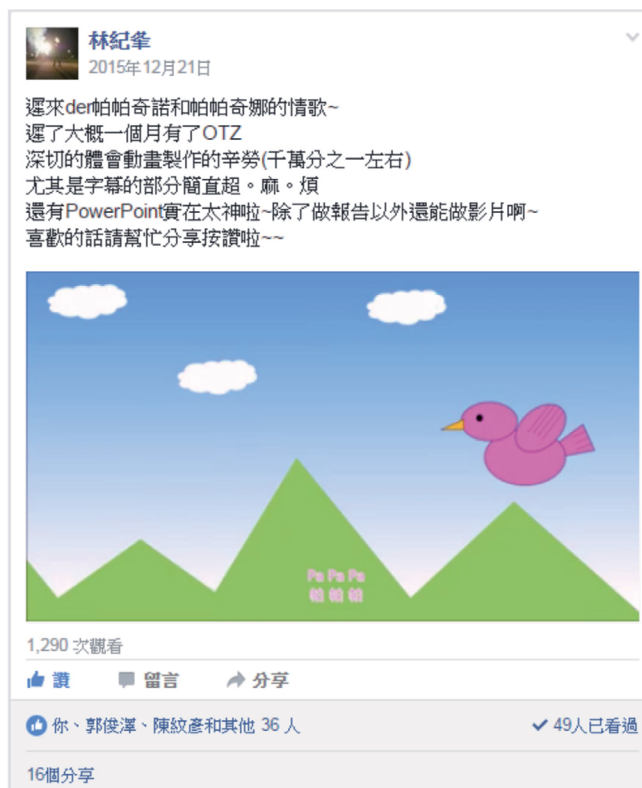 林紀夆
2015年12月21日
遲來der帕帕奇諾和帕帕奇娜的情歌~
遲了大概一個月有了OTZ
深切的體會動畫製作的辛勞(千萬分之一左右)
尤其是字幕的部分簡直超。麻。煩
還有PowerPoint實在太神啦~除了做報告以外還能做影片啊~
喜歡的話請幫忙分享按讚啦~~
Pa Pa Pa
帕 帕 帕
1,290 次觀看
讚 留言 分享
你、郭俊澤、陳紋彥和其他 36 人 49人已看過
16個分享